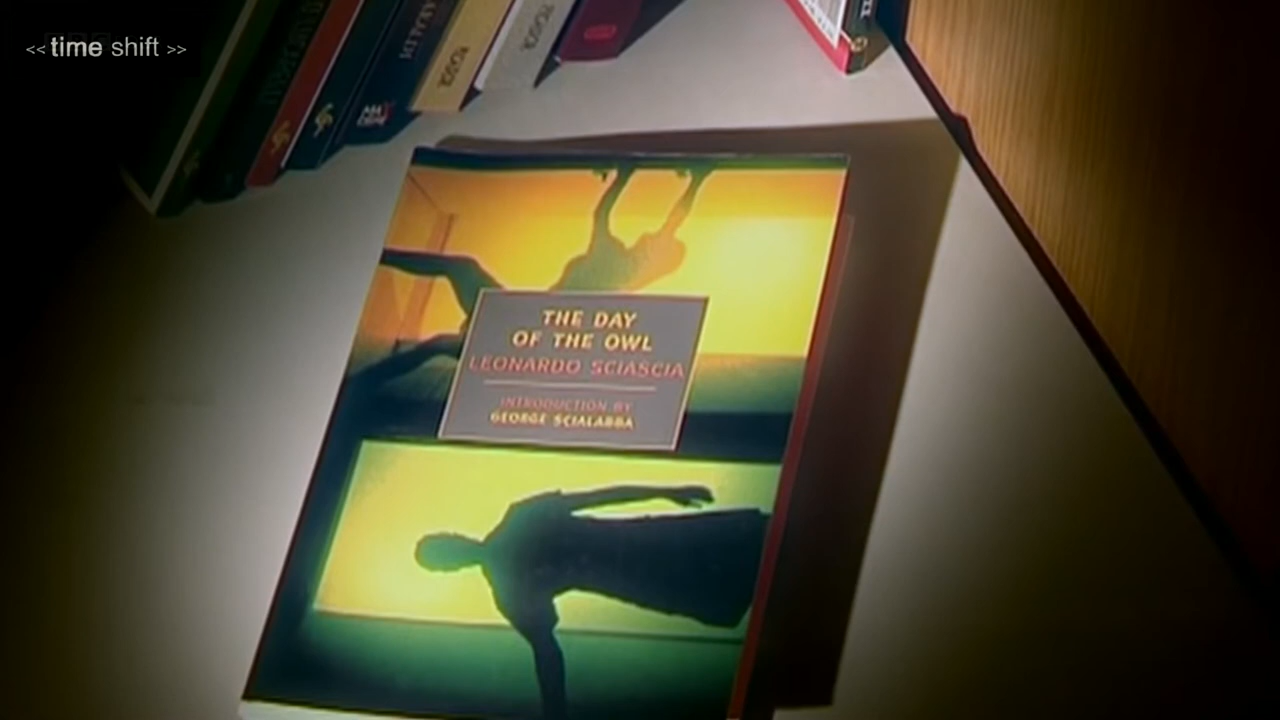 << time shift >>
THE DAY
OF THE OWL
LEONARDO SCIASCIA
INTRODUCTION BY
GEORGE SCIALABBA